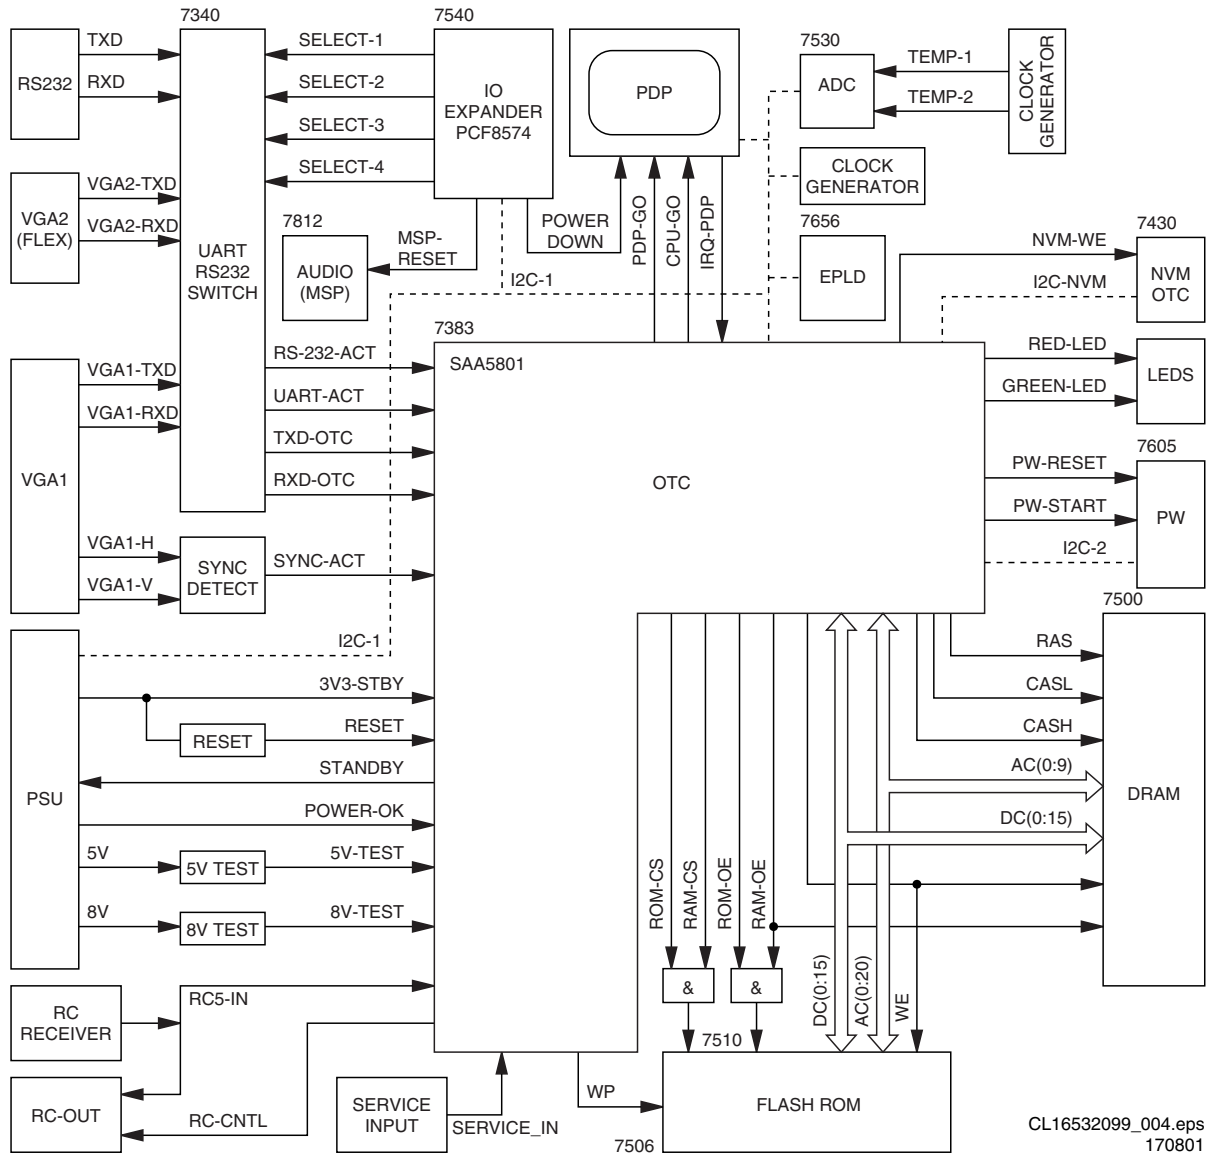 7340
7540
7530
TXD
RXD
RS232
SELECT-1
SELECT-2
SELECT-3
SELECT-4
IO
EXPANDER
PCF8574
PDP
ADC
TEMP-1
TEMP-2
CLOCK
GENERATOR
CLOCK
GENERATOR
VGA2-TXD
VGA2-RXD
VGA2
(FLEX)
UART
RS232
SWITCH
7812
AUDIO
(MSP)
MSP-
RESET
POWER
DOWN
I2C-1
PDP-GO
CPU-GO
IRQ-PDP
7656
EPLD
7430
NVM-WE
I2C-NVM
NVM
OTC
7383
SAA5801
OTC
RS-232-ACT
UART-ACT
TXD-OTC
RXD-OTC
VGA1-TXD
VGA1-RXD
VGA1
VGA1-H
VGA1-V
SYNC
DETECT
SYNC-ACT
RED-LED
GREEN-LED
LEDS
7605
PW-RESET
PW-START
I2C-2
PW
7500
I2C-1
3V3-STBY
RESET
RESET
STANDBY
PSU
POWER-OK
5V
5V TEST
5V-TEST
8V
8V TEST
8V-TEST
RAS
CASL
CASH
AC(0:9)
DC(0:15)
DRAM
ROM-CS
RAM-CS
ROM-OE
RAM-OE
&
&
DC(0:15)
AC(0:20)
WE
RC
RECEIVER
RC5-IN
RC-OUT
RC-CNTL
SERVICE
INPUT
SERVICE_IN
WP
7510
FLASH ROM
7506
CL16532099_004.eps
170801